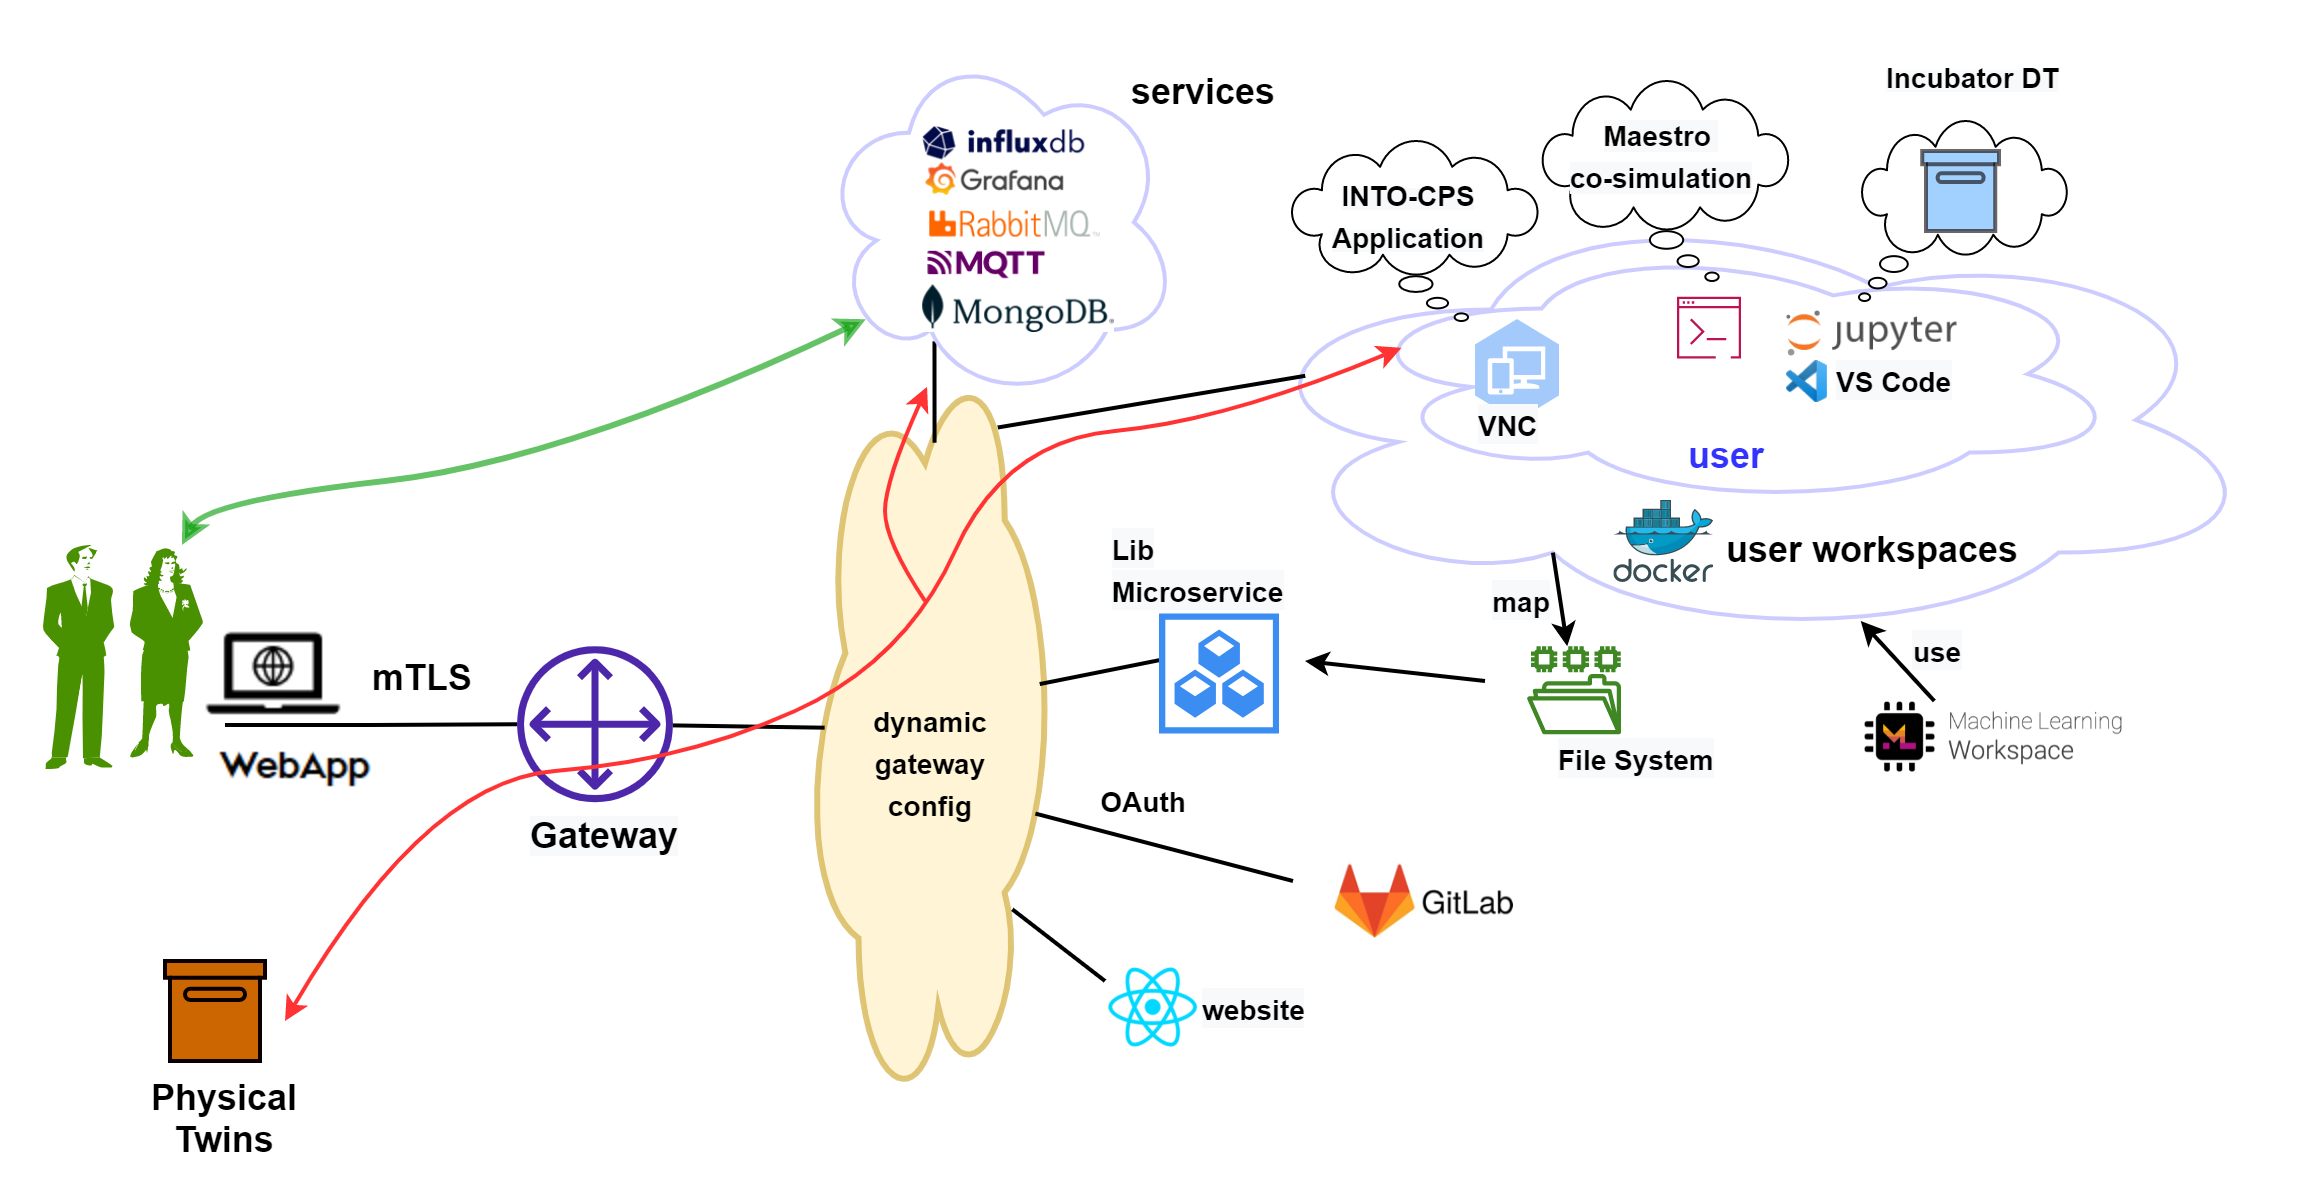 services
influxdb
Grafana
RabbitMQ
MQTT
MongoDB
INTO-CPS
Application
Maestro
co-simulation
Incubator DT
jupyter
VS Code
VNC
user
docker
user workspaces
map
use
Machine Learning
Workspace
ML
File System
Lib
Microservice
mTLS
WebApp
Gateway
dynamic
gateway
config
OAuth
GitLab
website
Physical
Twins